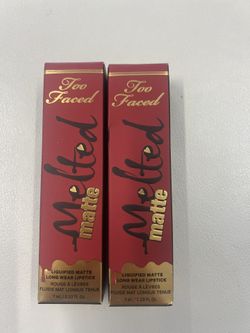 Too
Faced
Melted
matte
LIQUIFIED MATTE
LONG WEAR LIPSTICK
ROUGE À LÈVRES
FLUIDE MAT LONGUE TENUE
Too
Faced
Melted
matte
LIQUIFIED MATTE
LONG WEAR LIPSTICK
ROUGE À LÈVRES
FLUIDE MAT LONGUE TENUE